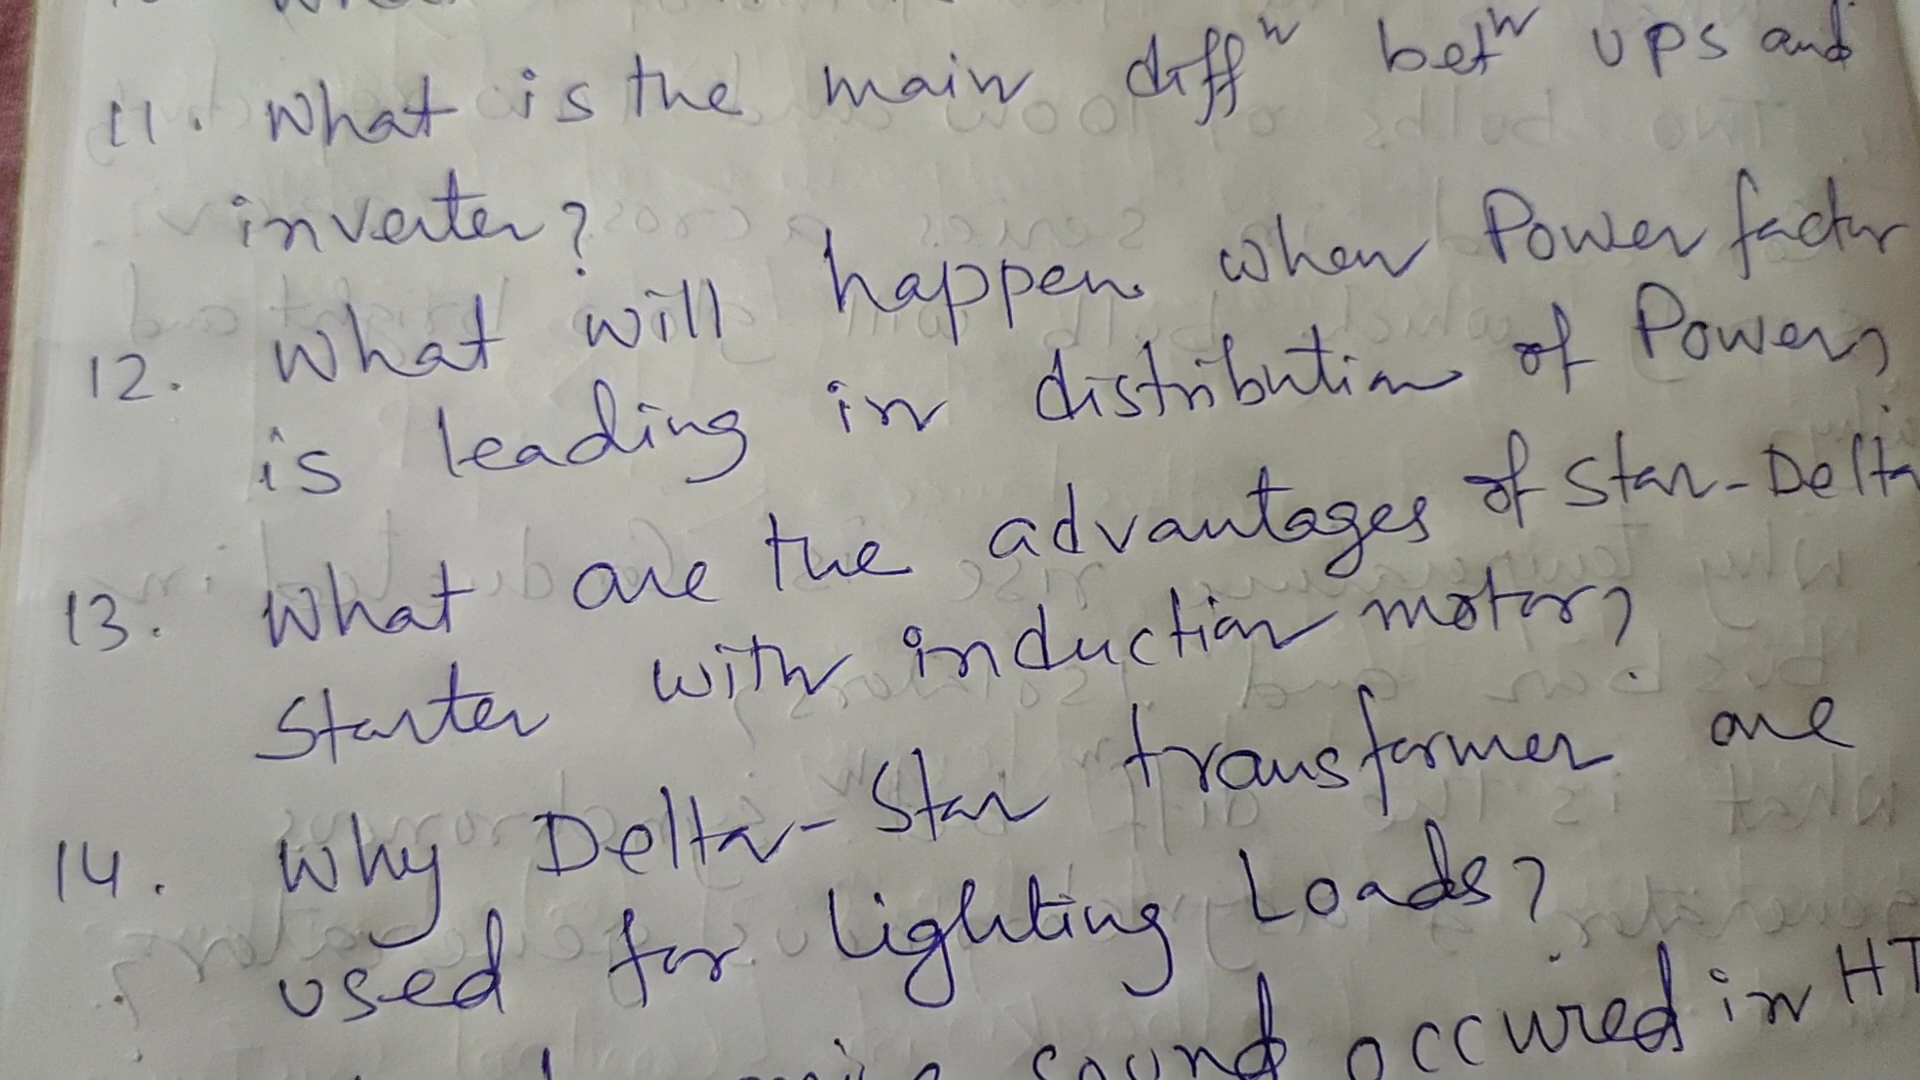 11. What is the main diffn betn UPS and
inverter?
12. What will happen when Power factor
is leading in distribution of Power?
13. What are the advantages of Star-Delta
Starter with induction motor?
14. Why Delta-Star transformer are
used for Lighting Loads?
sound occured in HT